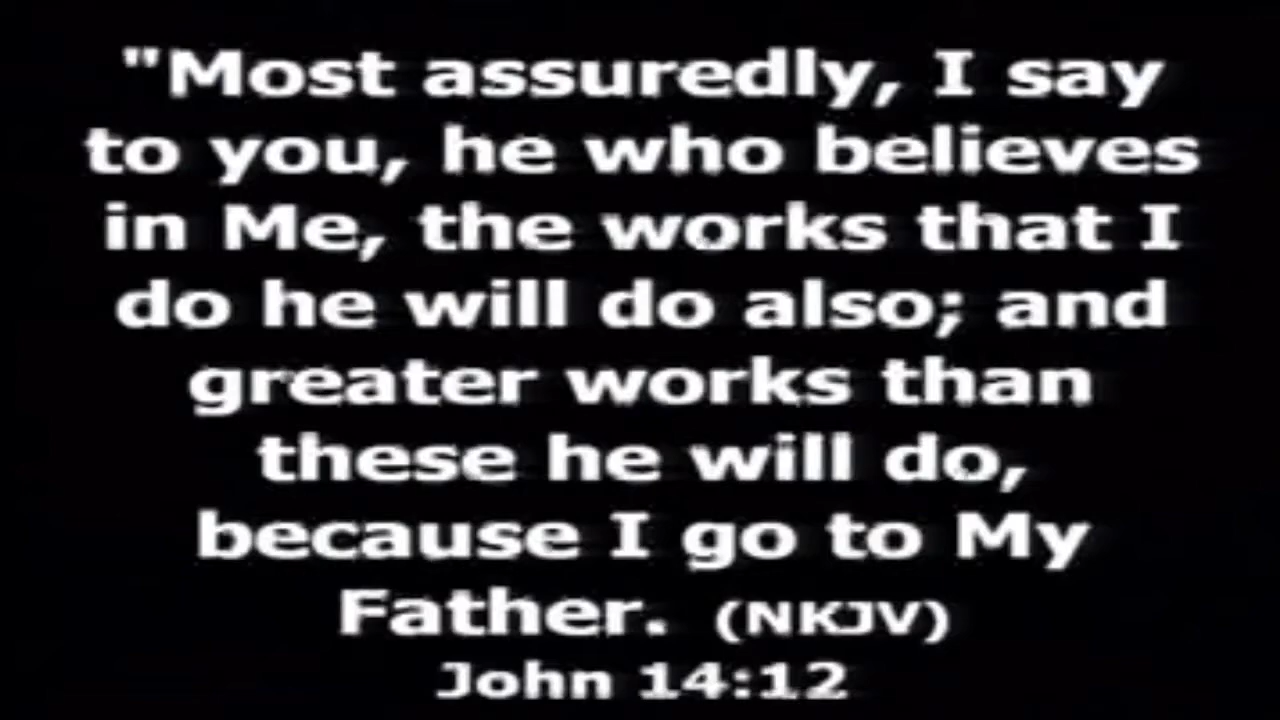 "Most assuredly, I say
to you, he who believes
in Me, the works that I
do he will do also; and
greater works than
these he will do,
because I go to My
Father. (NKJV)
John 14:12